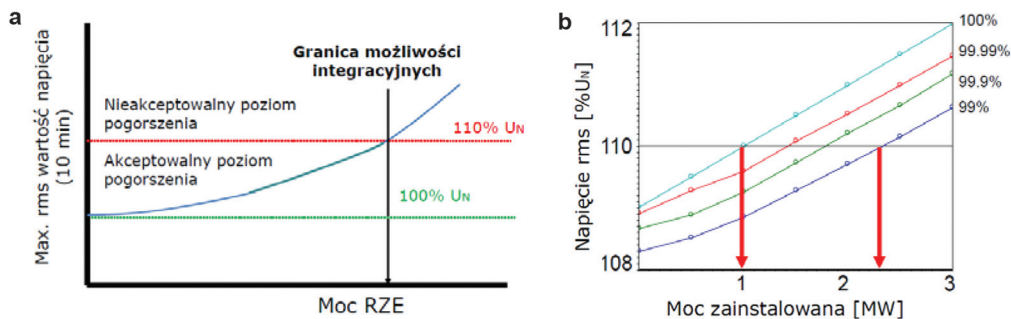 a
Max. rms wartość napięcia
(10 min)
Granica możliwości
integracyjnych
Nieakceptowalny poziom
pogorszenia
110% UN
Akceptowalny poziom
pogorszenia
100% UN
Moc RZE
b
Napięcie rms [%UN]
112
111
110
108
100%
99.99%
99.9%
99%
1
2
3
Moc zainstalowana [MW]